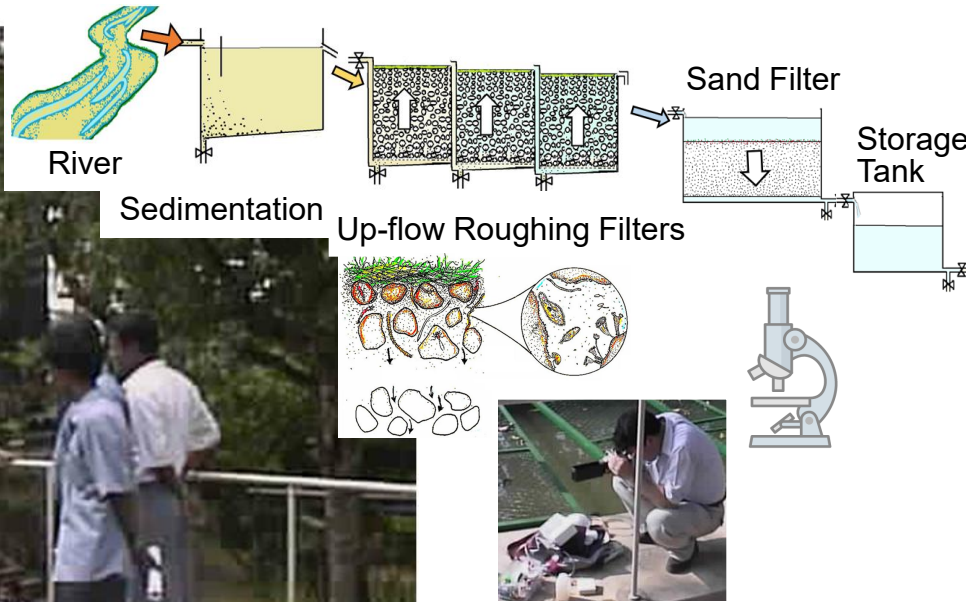 River
Sedimentation
Up-flow Roughing Filters
Sand Filter
Storage
Tank